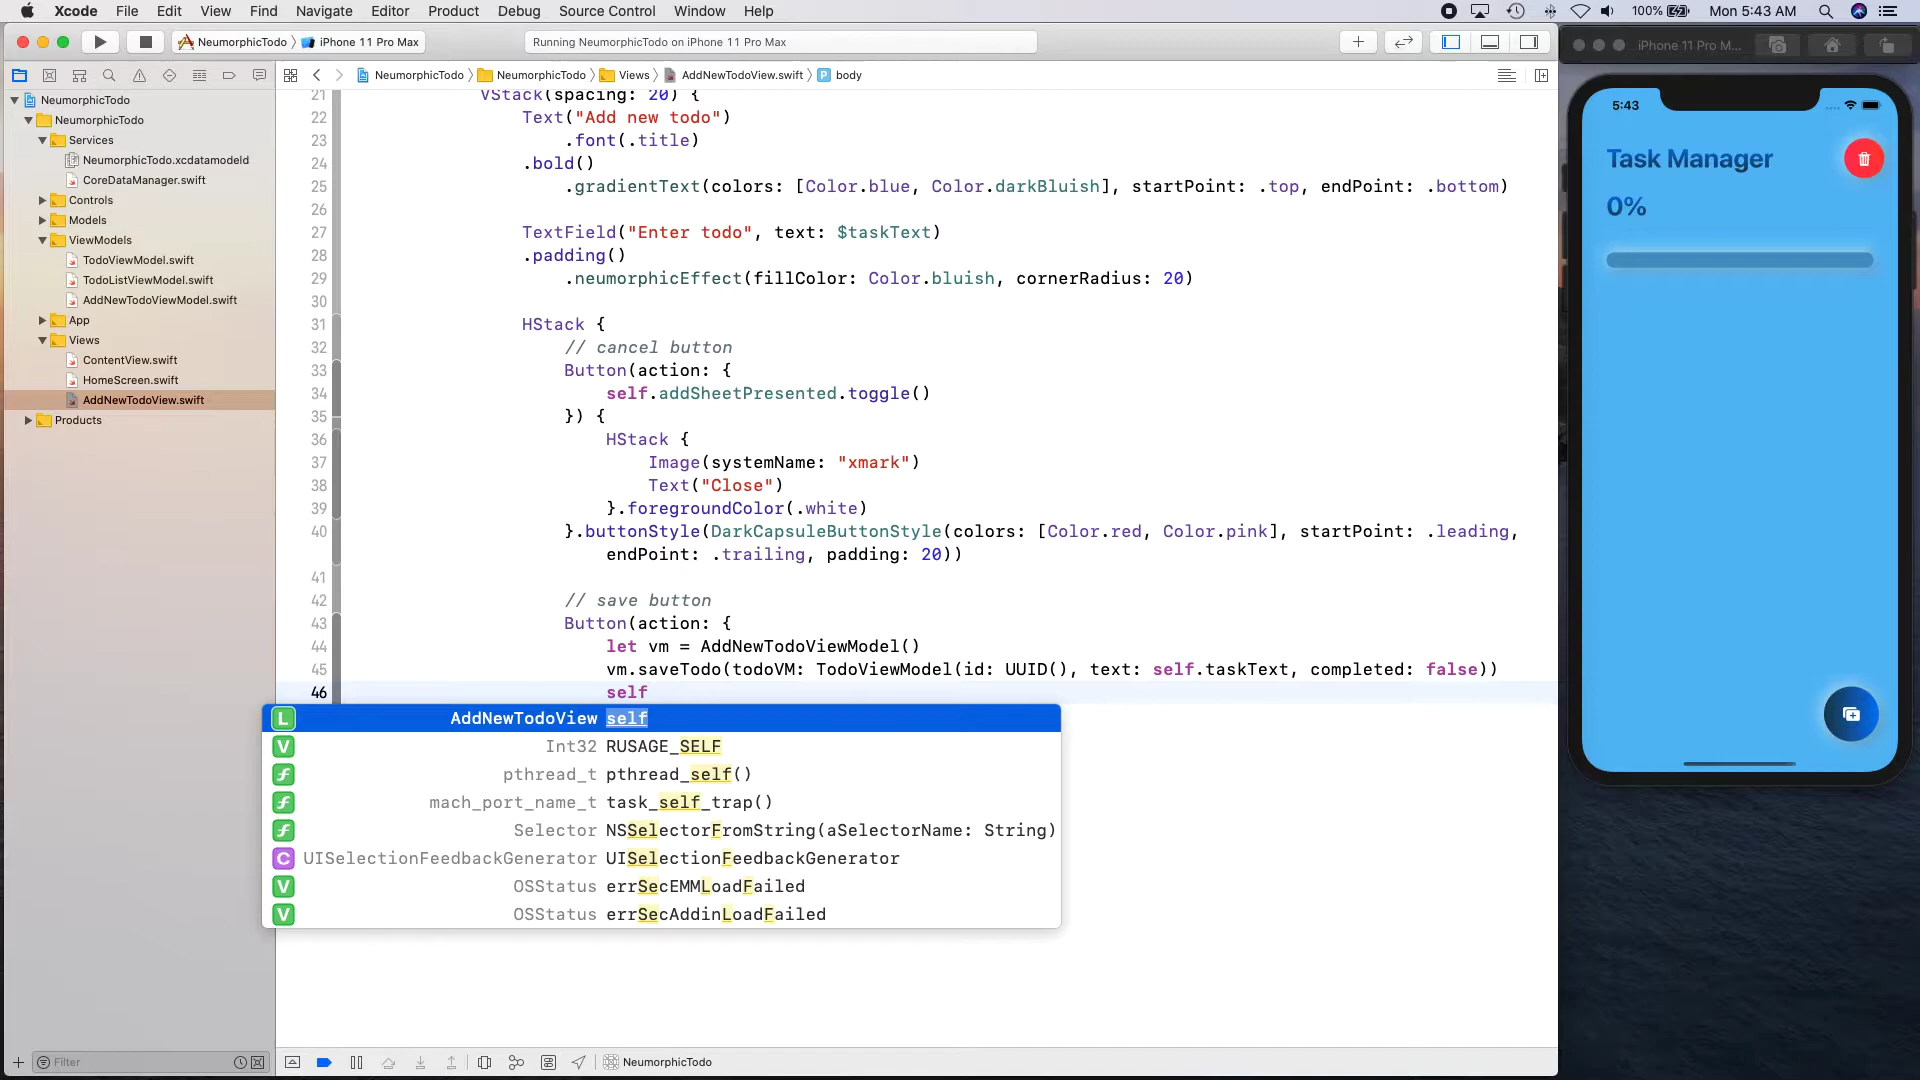 Xcode File Edit View Find Navigate Editor Product Debug Source Control Window Help 100% Mon 5:43 AM
NeumorphicTodo iPhone 11 Pro Max Running NeumorphicTodo on iPhone 11 Pro Max
iPhone 11 Pro M...
NeumorphicTodo NeumorphicTodo Views AddNewTodoView.swift P body
NeumorphicTodo
NeumorphicTodo
Services
NeumorphicTodo.xcdatamodeld
CoreDataManager.swift
Controls
Models
ViewModels
TodoViewModel.swift
TodoListViewModel.swift
AddNewTodoViewModel.swift
App
Views
ContentView.swift
HomeScreen.swift
AddNewTodoView.swift
Products
Filter
21 VStack(spacing: 20) {
22 Text("Add new todo")
23 .font(.title)
24 .bold()
25 .gradientText(colors: [Color.blue, Color.darkBluish], startPoint: .top, endPoint: .bottom)
26
27 TextField("Enter todo", text: $taskText)
28 .padding()
29 .neumorphicEffect(fillColor: Color.bluish, cornerRadius: 20)
30
31 HStack {
32 // cancel button
33 Button(action: {
34 self.addSheetPresented.toggle()
35 }) {
36 HStack {
37 Image(systemName: "xmark")
38 Text("Close")
39 }.foregroundColor(.white)
40 }.buttonStyle(DarkCapsuleButtonStyle(colors: [Color.red, Color.pink], startPoint: .leading,
endPoint: .trailing, padding: 20))
41
42 // save button
43 Button(action: {
44 let vm = AddNewTodoViewModel()
45 vm.saveTodo(todoVM: TodoViewModel(id: UUID(), text: self.taskText, completed: false))
46 self
L AddNewTodoView self
V Int32 RUSAGE_SELF
f pthread_t pthread_self()
f mach_port_name_t task_self_trap()
f Selector NSSelectorFromString(aSelectorName: String)
C UISelectionFeedbackGenerator UISelectionFeedbackGenerator
V OSStatus errSecEMMLoadFailed
V OSStatus errSecAddinLoadFailed
NeumorphicTodo
5:43
Task Manager
0%